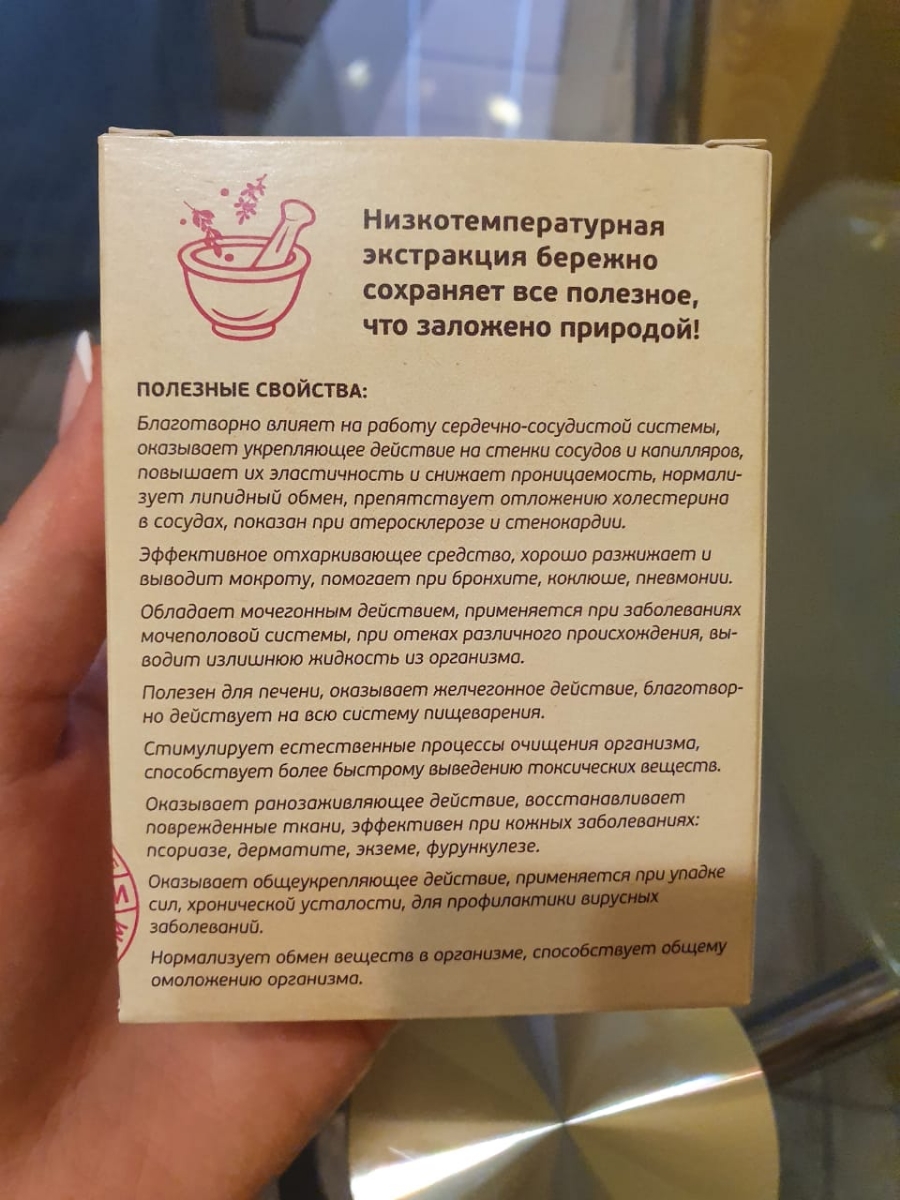 Низкотемпературная
экстракция бережно
сохраняет все полезное,
что заложено природой!
ПОЛЕЗНЫЕ СВОЙСТВА:
Благотворно влияет на работу сердечно-сосудистой системы,
оказывает укрепляющее действие на стенки сосудов и капилляров,
повышает их эластичность и снижает проницаемость, нормали-
зует липидный обмен, препятствует отложению холестерина
в сосудах, показан при атеросклерозе и стенокардии.
Эффективное отхаркивающее средство, хорошо разжижает и
выводит мокроту, помогает при бронхите, коклюше, пневмонии.
Обладает мочегонным действием, применяется при заболеваниях
мочеполовой системы, при отеках различного происхождения, вы-
водит излишнюю жидкость из организма.
Полезен для печени, оказывает желчегонное действие, благотвор-
но действует на всю систему пищеварения.
Стимулирует естественные процессы очищения организма,
способствует более быстрому выведению токсических веществ.
Оказывает ранозаживляющее действие, восстанавливает
поврежденные ткани, эффективен при кожных заболеваниях:
псориазе, дерматите, экземе, фурункулезе.
Оказывает общеукрепляющее действие, применяется при упадке
сил, хронической усталости, для профилактики вирусных
заболеваний.
Нормализует обмен веществ в организме, способствует общему
омоложению организма.